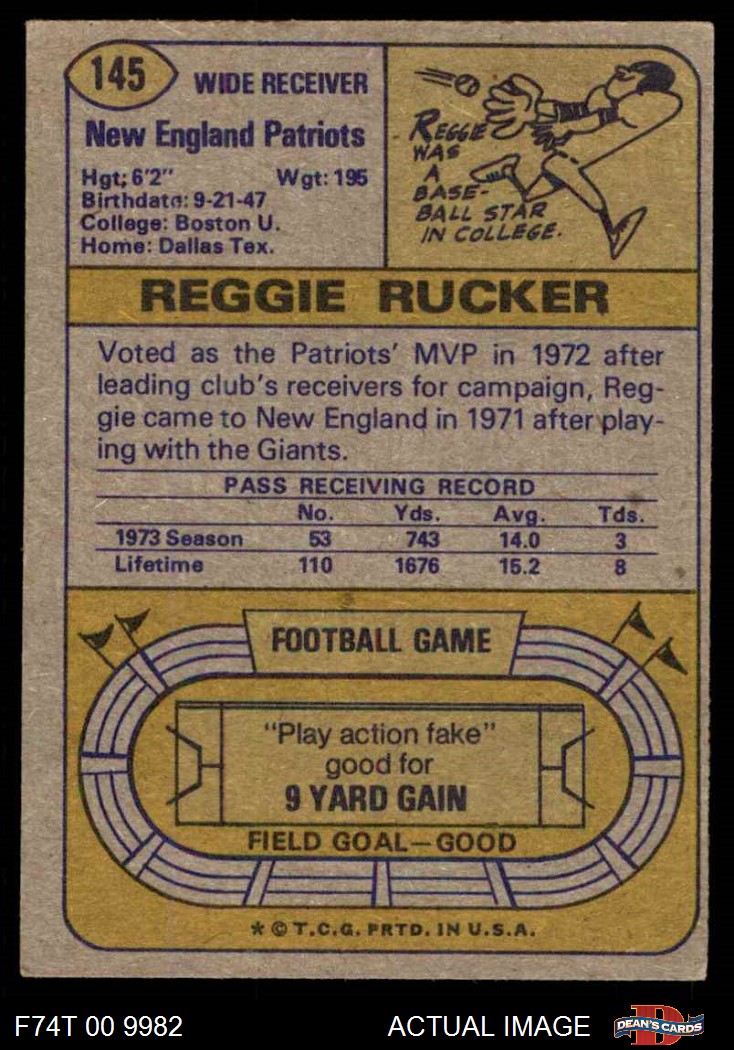 145
WIDE RECEIVER
New England Patriots
Hgt; 6'2" Wgt: 195
Birthdate: 9-21-47
College: Boston U.
Home: Dallas Tex.
REGGIE
WAS
A
BASE-
BALL STAR
IN COLLEGE.
REGGIE RUCKER
Voted as the Patriots' MVP in 1972 after
leading club's receivers for campaign, Reg-
gie came to New England in 1971 after play-
ing with the Giants.
PASS RECEIVING RECORD
No. Yds. Avg. Tds.
1973 Season 53 743 14.0 3
Lifetime 110 1676 15.2 8
FOOTBALL GAME
"Play action fake"
good for
9 YARD GAIN
FIELD GOAL—GOOD
* © T.C.G. PRTD. IN U.S.A.
F74T 00 9982 ACTUAL IMAGE
D
DEAN'S CARDS